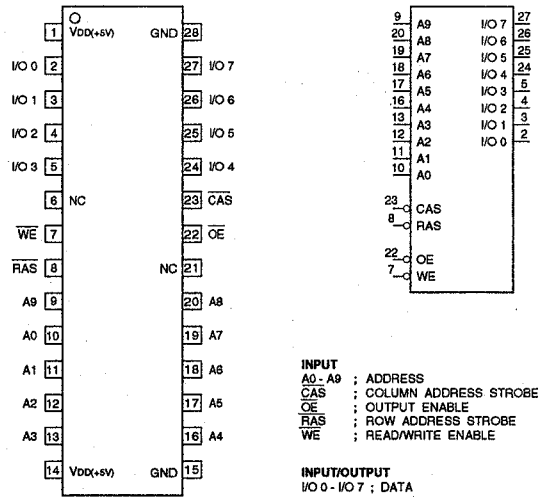 1 VDD(+5V) GND 28
I/O 0 2 27 I/O 7
I/O 1 3 26 I/O 6
I/O 2 4 25 I/O 5
I/O 3 5 24 I/O 4
6 NC 23 CAS
WE 7 22 OE
RAS 8 NC 21
A9 9 20 A8
A0 10 19 A7
A1 11 18 A6
A2 12 17 A5
A3 13 16 A4
14 VDD(+5V) GND 15
9 A9 I/O 7 27
20 A8 I/O 6 26
19 A7 I/O 5 25
18 A6 I/O 4 24
17 A5 I/O 3 5
16 A4 I/O 2 4
13 A3 I/O 1 3
12 A2 I/O 0 2
11 A1
10 A0
23 CAS
8 RAS
22 OE
7 WE
INPUT
A0 - A9 ; ADDRESS
CAS ; COLUMN ADDRESS STROBE
OE ; OUTPUT ENABLE
RAS ; ROW ADDRESS STROBE
WE ; READ/WRITE ENABLE
INPUT/OUTPUT
I/O 0 - I/O 7 ; DATA